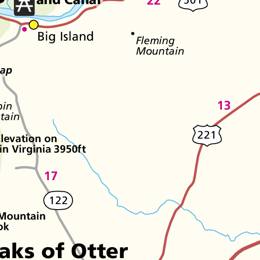 and Canal
22
501
Big Island
Fleming
Mountain
13
221
levation on
in Virginia 3950ft
17
122
Mountain
aks of Otter